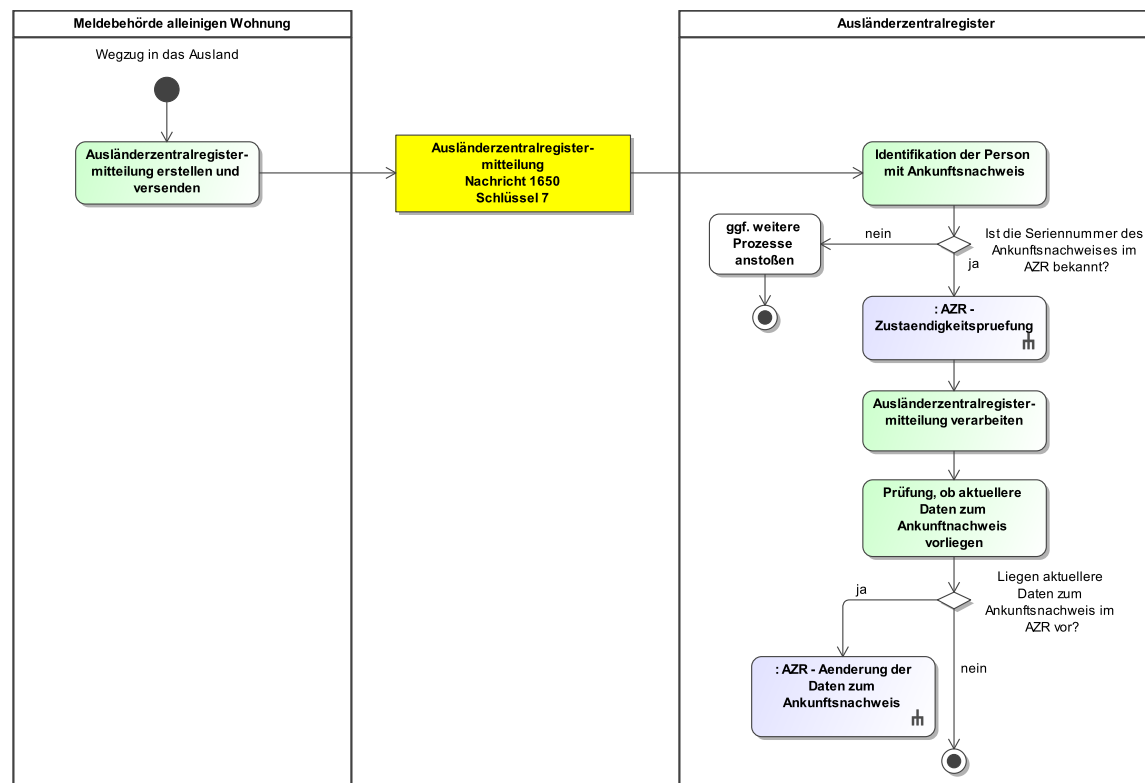 Meldebehörde alleinigen Wohnung
Ausländerzentralregister
Wegzug in das Ausland
Ausländerzentralregister-
mitteilung erstellen und
versenden
Ausländerzentralregister-
mitteilung
Nachricht 1650
Schlüssel 7
Identifikation der Person
mit Ankunftsnachweis
Ist die Seriennummer des
Ankunftsnachweises im
AZR bekannt?
nein
ja
ggf. weitere
Prozesse
anstoßen
: AZR -
Zustaendigkeitspruefung
Ausländerzentralregister-
mitteilung verarbeiten
Prüfung, ob aktuellere
Daten zum
Ankunftnachweis
vorliegen
Liegen aktuellere
Daten zum
Ankunftsnachweis im
AZR vor?
ja
nein
: AZR - Aenderung der
Daten zum
Ankunftsnachweis